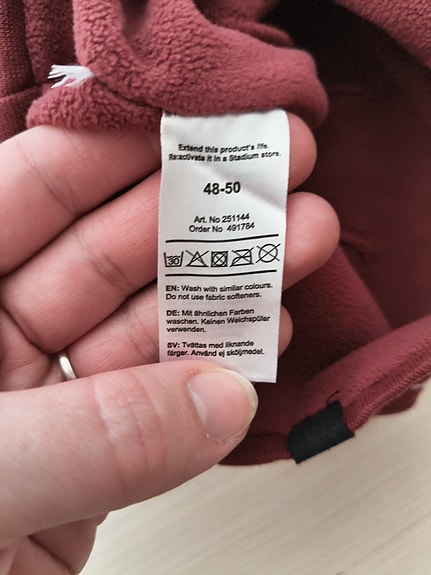 Extend this product's life.
Re:activate it in a Stadium store.
48-50
Art. No 251144
Order No 491784
30
EN: Wash with similar colours.
Do not use fabric softeners.
DE: Mit ähnlichen Farben
waschen. Keinen Weichspüler
verwenden.
SV: Tvättas med liknande
färger. Använd ej sköljmedel.